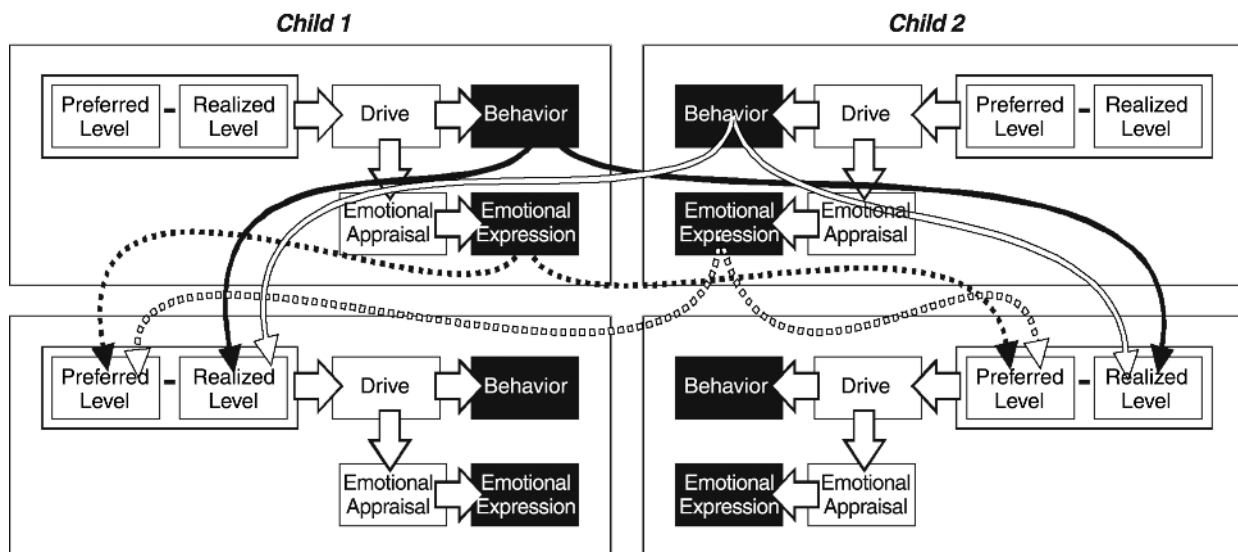 Child 1
Child 2
Preferred
Level
-
Realized
Level
Drive
Behavior
Emotional
Appraisal
Emotional
Expression
Behavior
Drive
Preferred
Level
-
Realized
Level
Emotional
Expression
Emotional
Appraisal
Preferred
Level
-
Realized
Level
Drive
Behavior
Emotional
Appraisal
Emotional
Expression
Behavior
Drive
Preferred
Level
-
Realized
Level
Emotional
Expression
Emotional
Appraisal